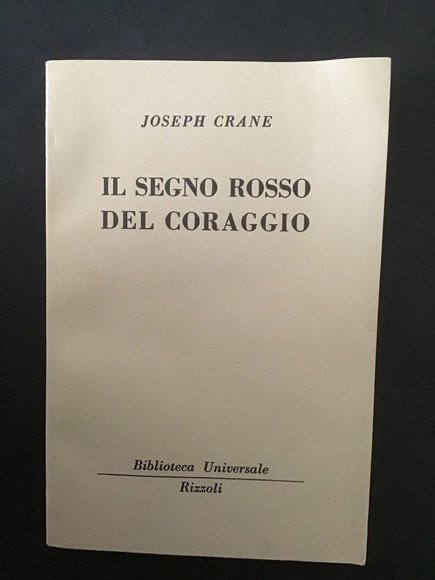 JOSEPH CRANE
IL SEGNO ROSSO
DEL CORAGGIO
Biblioteca Universale
Rizzoli